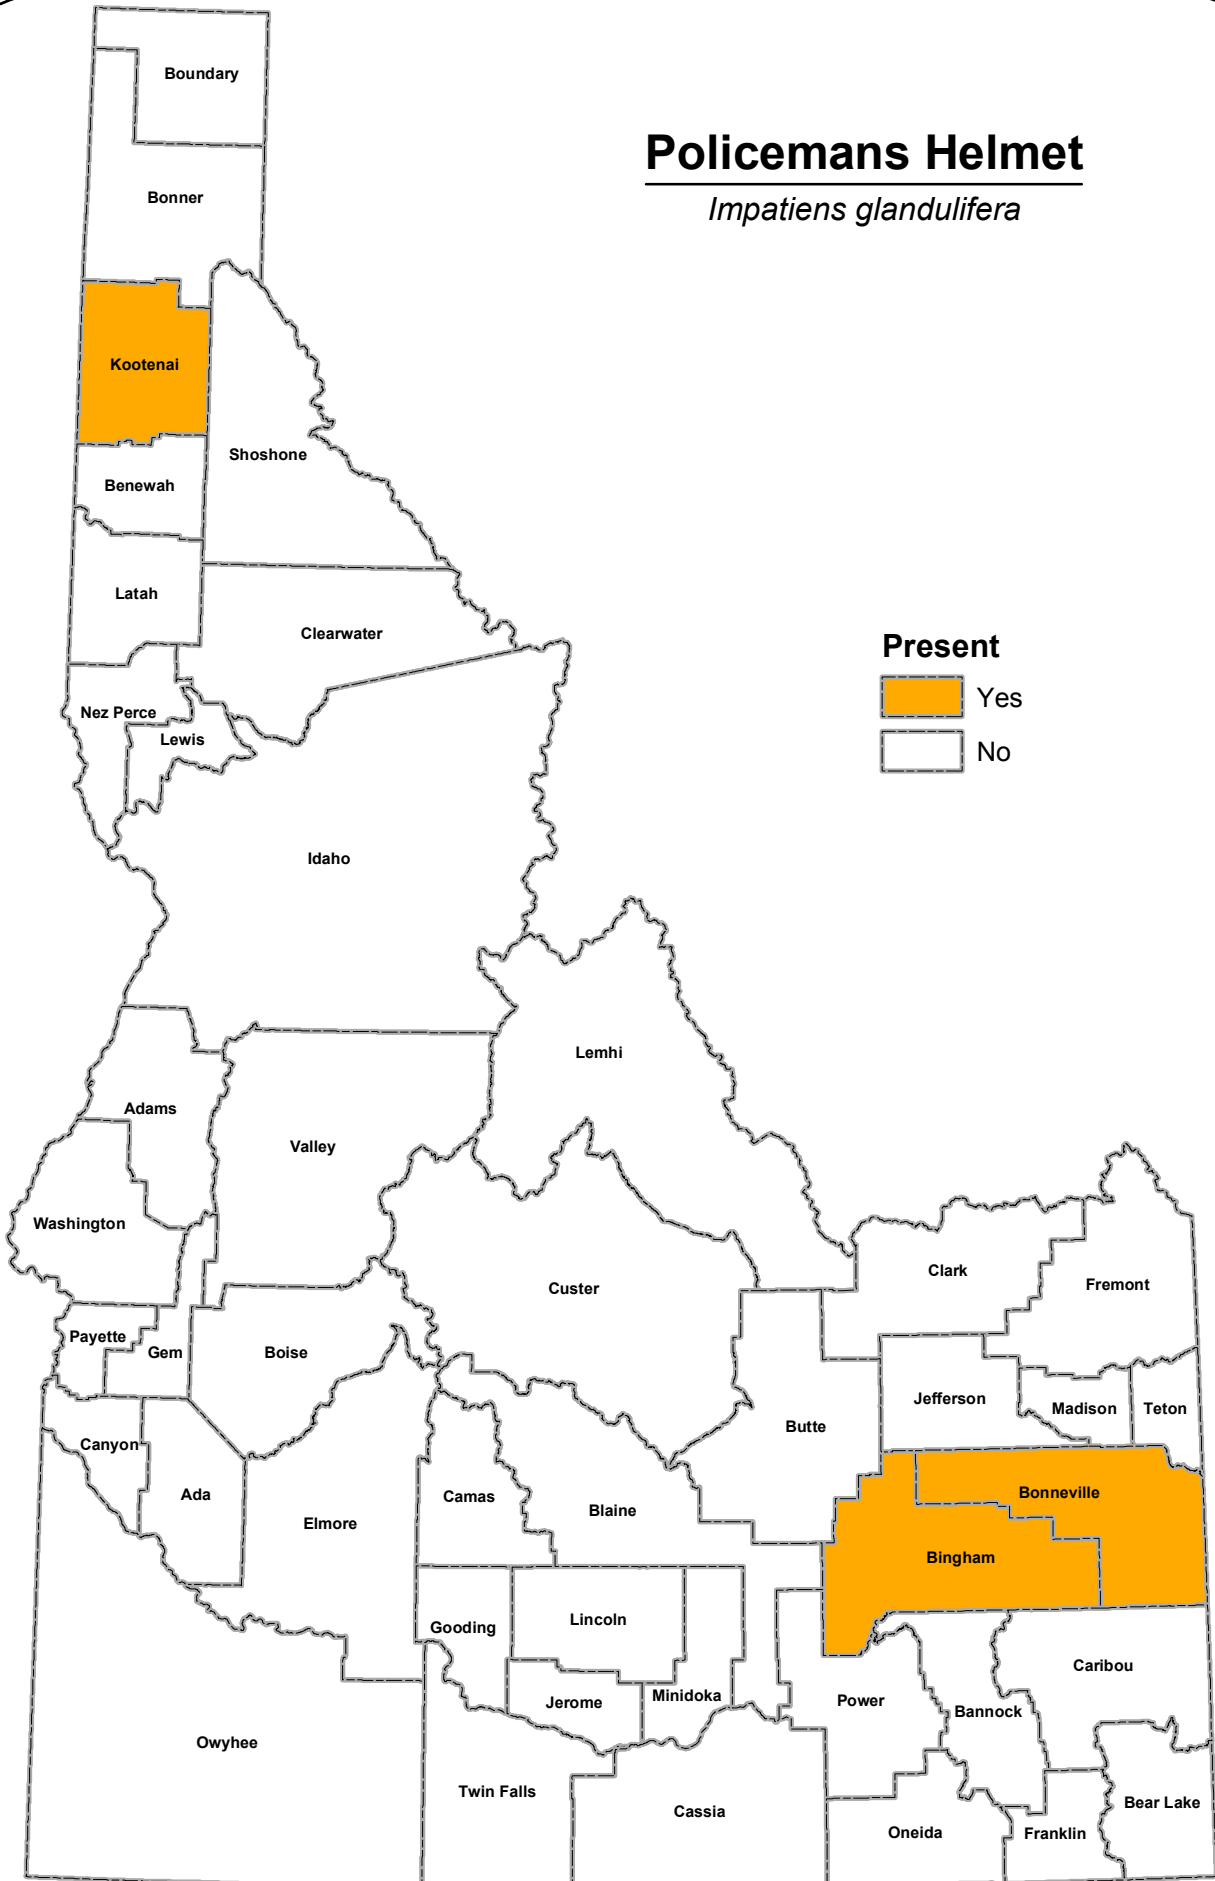 Boundary
Policemans Helmet
Impatiens glandulifera
Bonner
Kootenai
Shoshone
Benewah
Latah
Clearwater
Present
Yes
No
Nez Perce
Lewis
Idaho
Lemhi
Adams
Valley
Washington
Clark
Fremont
Custer
Payette
Gem
Boise
Jefferson
Madison
Teton
Butte
Canyon
Ada
Camas
Blaine
Bonneville
Elmore
Bingham
Gooding
Lincoln
Caribou
Jerome
Minidoka
Power
Bannock
Owyhee
Twin Falls
Cassia
Bear Lake
Oneida
Franklin